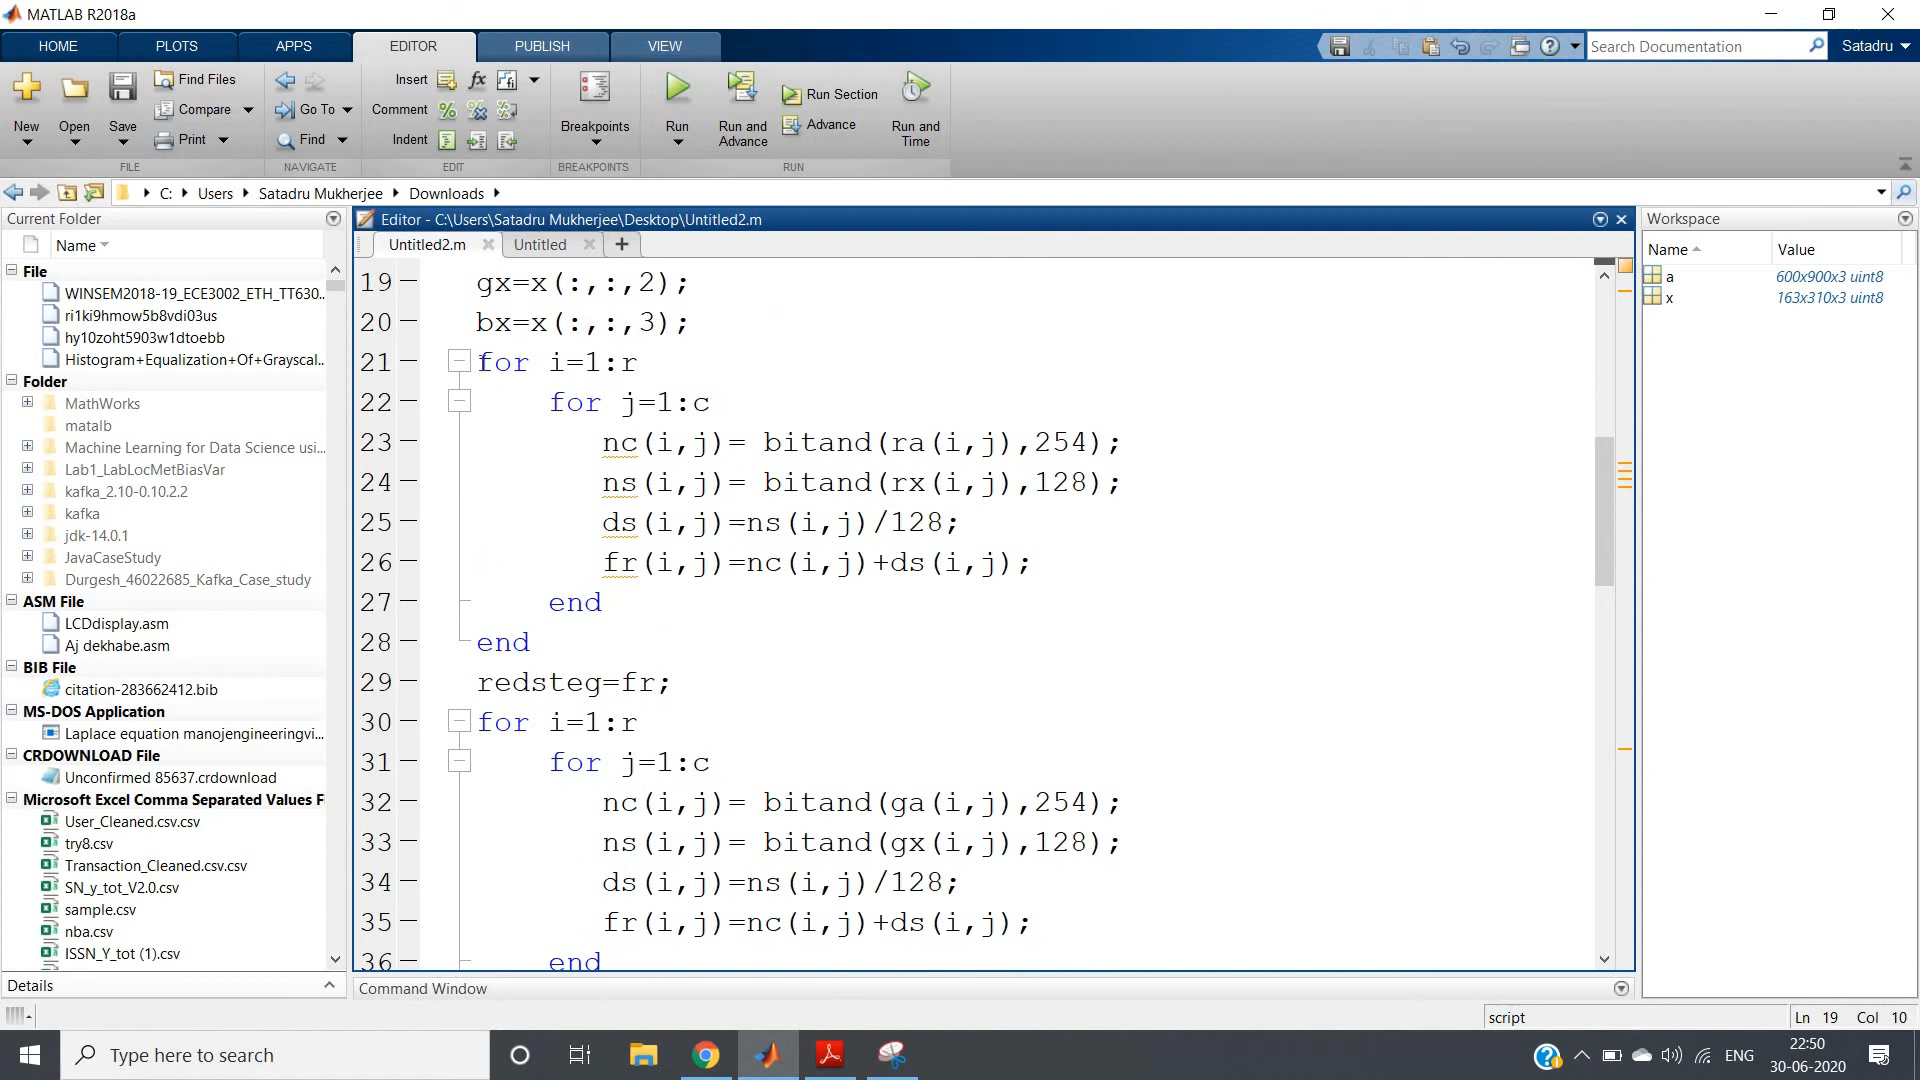 MATLAB R2018a
HOME PLOTS APPS EDITOR PUBLISH VIEW Search Documentation Satadru
New Open Save Find Files Compare Print Go To Find Insert fx Comment Indent Breakpoints Run Run and Advance Run Section Advance Run and Time
FILE NAVIGATE EDIT BREAKPOINTS RUN
C: Users Satadru Mukherjee Downloads
Current Folder
Name
File
WINSEM2018-19_ECE3002_ETH_TT630...
ri1ki9hmow5b8vdi03us
hy10zoht5903w1dtoebb
Histogram+Equalization+Of+Grayscal...
Folder
MathWorks
matalb
Machine Learning for Data Science usi...
Lab1_LabLocMetBiasVar
kafka_2.10-0.10.2.2
kafka
jdk-14.0.1
JavaCaseStudy
Durgesh_46022685_Kafka_Case_study
ASM File
LCDdisplay.asm
Aj dekhabe.asm
BIB File
citation-283662412.bib
MS-DOS Application
Laplace equation manojengineeringvi...
CRDOWNLOAD File
Unconfirmed 85637.crdownload
Microsoft Excel Comma Separated Values F
User_Cleaned.csv.csv
try8.csv
Transaction_Cleaned.csv.csv
SN_y_tot_V2.0.csv
sample.csv
nba.csv
ISSN_Y_tot (1).csv
Details
Editor - C:\Users\Satadru Mukherjee\Desktop\Untitled2.m
Untitled2.m Untitled
19 gx=x(:,:,2);
20 bx=x(:,:,3);
21 for i=1:r
22 for j=1:c
23 nc(i,j)= bitand(ra(i,j),254);
24 ns(i,j)= bitand(rx(i,j),128);
25 ds(i,j)=ns(i,j)/128;
26 fr(i,j)=nc(i,j)+ds(i,j);
27 end
28 end
29 redsteg=fr;
30 for i=1:r
31 for j=1:c
32 nc(i,j)= bitand(ga(i,j),254);
33 ns(i,j)= bitand(gx(i,j),128);
34 ds(i,j)=ns(i,j)/128;
35 fr(i,j)=nc(i,j)+ds(i,j);
36 end
Command Window
Workspace
Name Value
a 600x900x3 uint8
x 163x310x3 uint8
script Ln 19 Col 10
Type here to search
ENG
22:50
30-06-2020